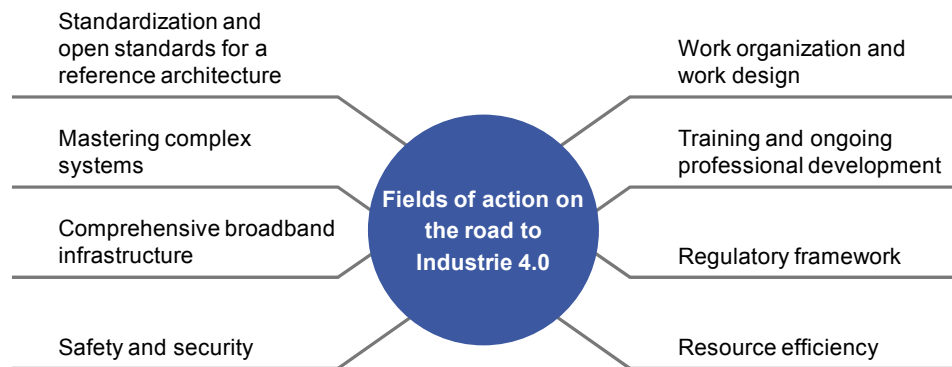 Standardization and
open standards for a
reference architecture
Mastering complex
systems
Comprehensive broadband
infrastructure
Safety and security
Fields of action on
the road to
Industrie 4.0
Work organization and
work design
Training and ongoing
professional development
Regulatory framework
Resource efficiency